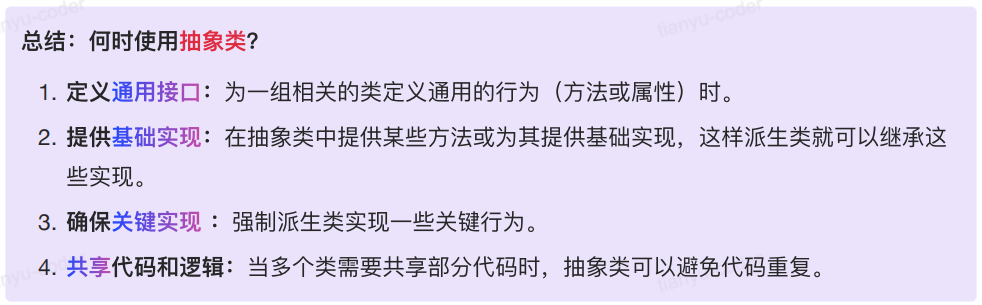 总结：何时使用抽象类？
1. 定义通用接口：为一组相关的类定义通用的行为（方法或属性）时。
2. 提供基础实现：在抽象类中提供某些方法或为其提供基础实现，这样派生类就可以继承这
些实现。
3. 确保关键实现 ：强制派生类实现一些关键行为。
4. 共享代码和逻辑：当多个类需要共享部分代码时，抽象类可以避免代码重复。
tianyu-coder
tianyu-coder
tianyu-coder
tianyu-coder